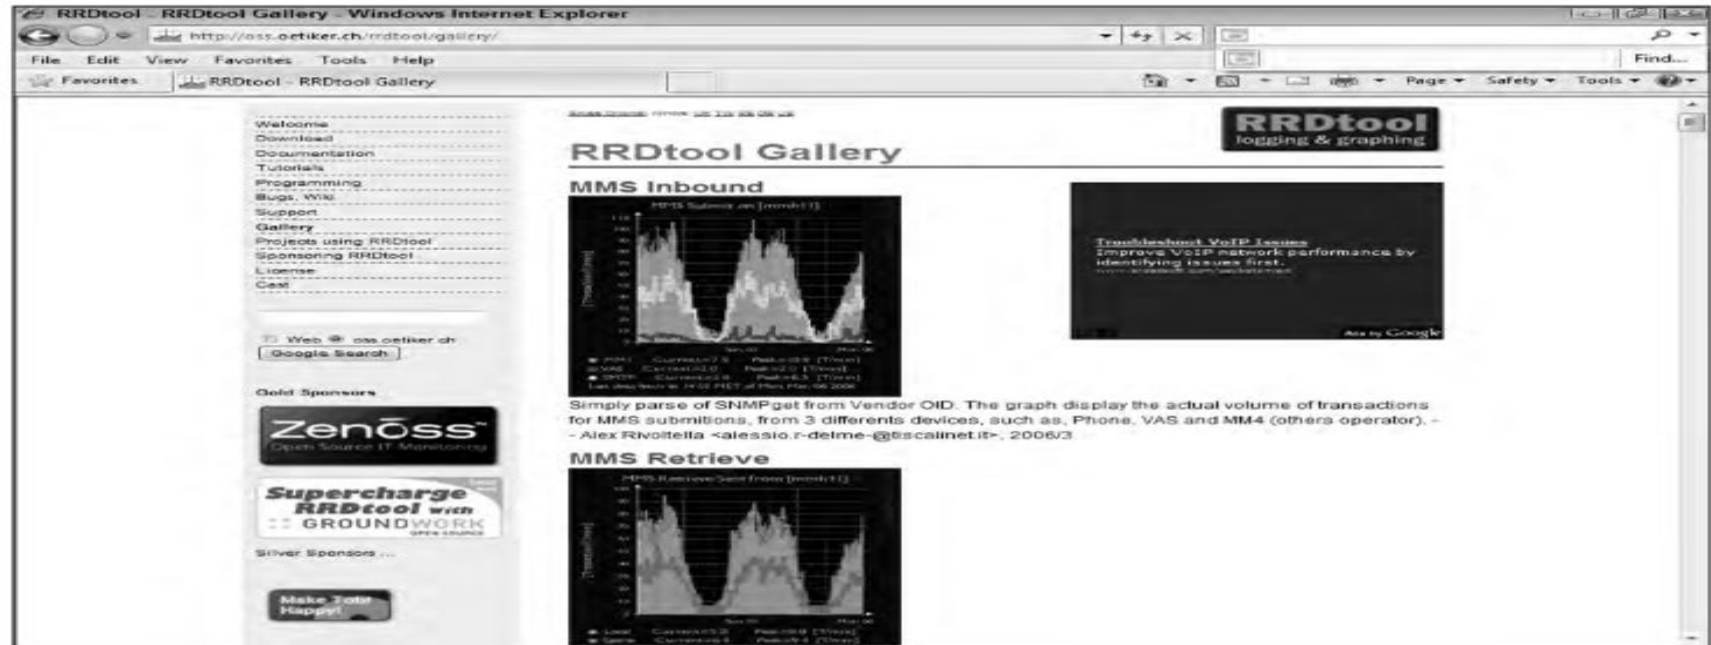 RRDtool - RRDtool Gallery - Windows Internet Explorer
http://oss.oetiker.ch/rrdtool/gallery/
File Edit View Favorites Tools Help
Find...
Favorites RRDtool - RRDtool Gallery
Page Safety Tools
Welcome
Download
Documentation
Tutorials
Programming
Bugs, Wiki
Support
Gallery
Projects using RRDtool
Sponsoring RRDtool
License
Cast
Web oss.oetiker.ch
Google Search
Gold Sponsors
Zenoss
Open Source IT Monitoring
Supercharge
RRDtool with
GROUNDWORK
OPEN SOURCE
Silver Sponsors ...
Make Tobi
Happy!
RRDtool
logging & graphing
RRDtool Gallery
MMS Inbound
Troubleshoot VoIP Issues
Improve VoIP network performance by
identifying issues first.
Ads by Google
Simply parse of SNMPget from Vendor OID. The graph display the actual volume of transactions
for MMS submitions, from 3 differents devices, such as, Phone, VAS and MM4 (others operator). -
- Alex Rivoltella <alessio.r-delme-@tiscalinet.it>, 2006/3
MMS Retrieve